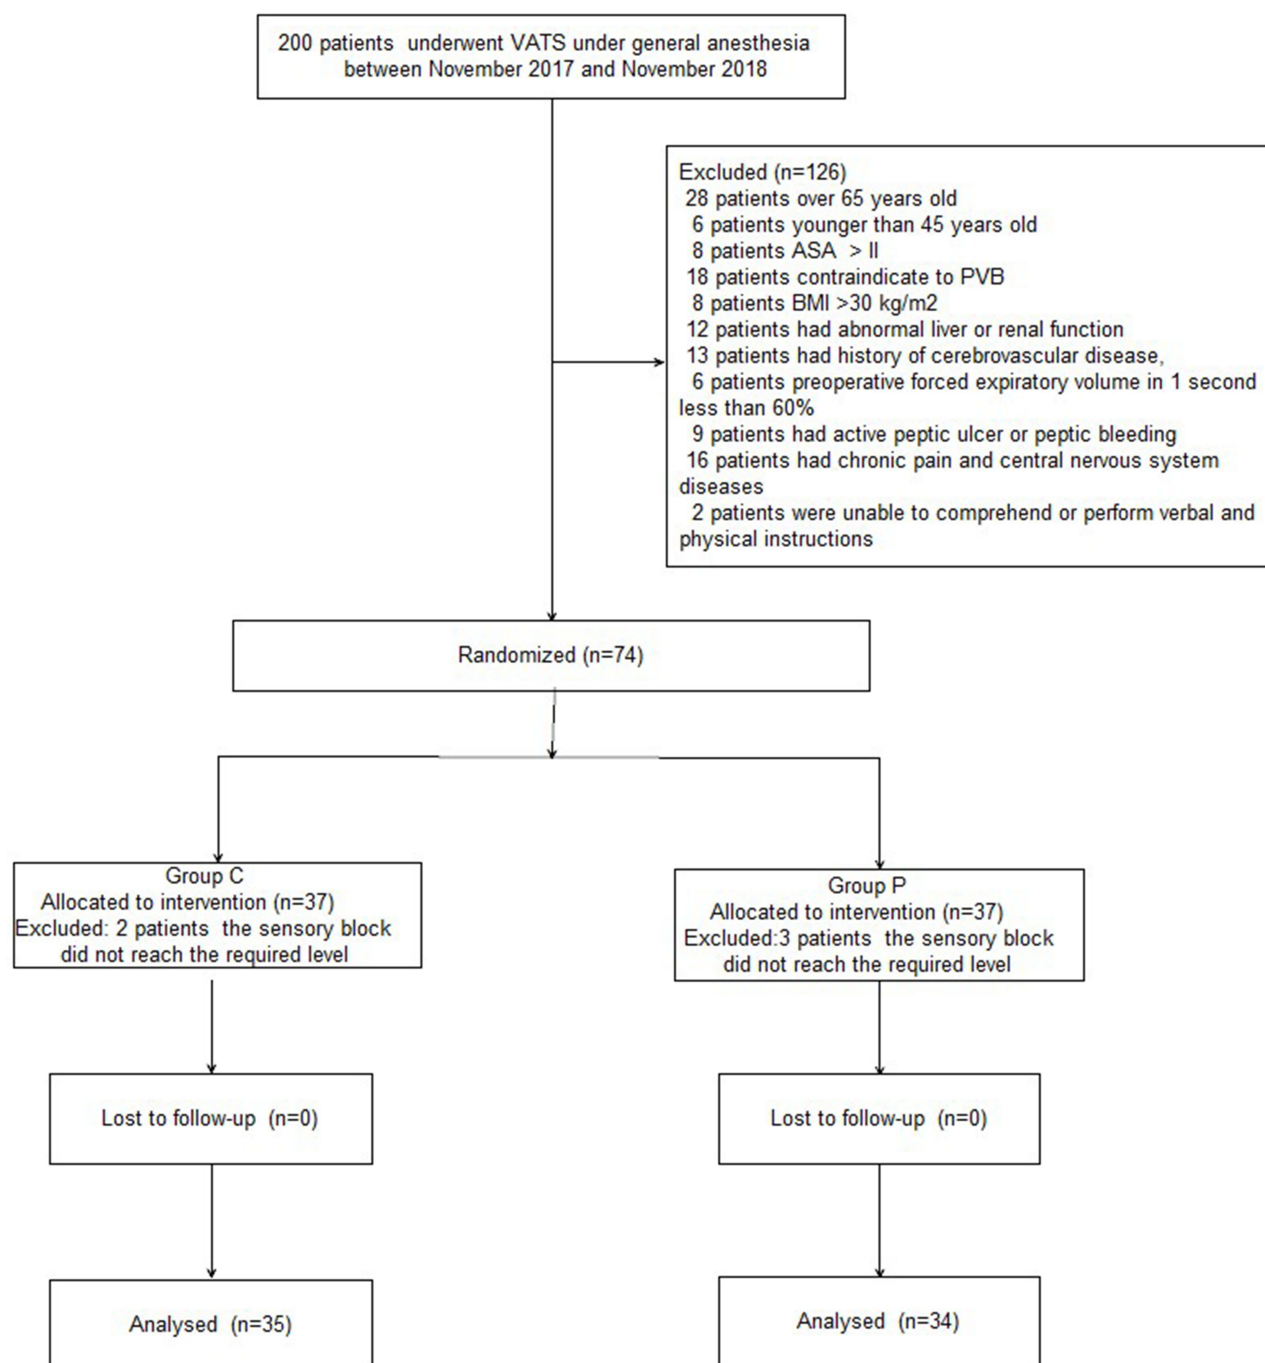 200 patients underwent VATS under general anesthesia
between November 2017 and November 2018
Excluded (n=126)
28 patients over 65 years old
6 patients younger than 45 years old
8 patients ASA > II
18 patients contraindicate to PVB
8 patients BMI >30 kg/m2
12 patients had abnormal liver or renal function
13 patients had history of cerebrovascular disease,
6 patients preoperative forced expiratory volume in 1 second
less than 60%
9 patients had active peptic ulcer or peptic bleeding
16 patients had chronic pain and central nervous system
diseases
2 patients were unable to comprehend or perform verbal and
physical instructions
Randomized (n=74)
Group C
Allocated to intervention (n=37)
Excluded: 2 patients the sensory block
did not reach the required level
Group P
Allocated to intervention (n=37)
Excluded:3 patients the sensory block
did not reach the required level
Lost to follow-up (n=0)
Lost to follow-up (n=0)
Analysed (n=35)
Analysed (n=34)